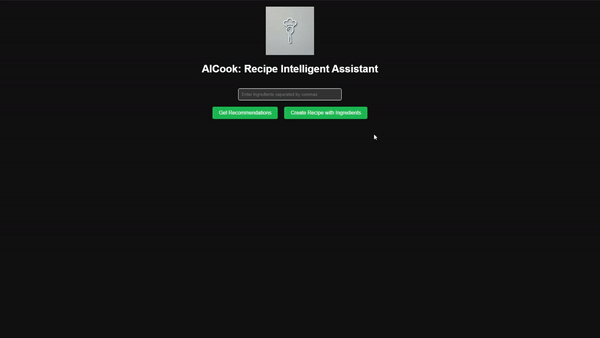 AICook: Recipe Intelligent Assistant
Enter ingredients separated by commas
Get Recommendations
Create Recipe with Ingredients